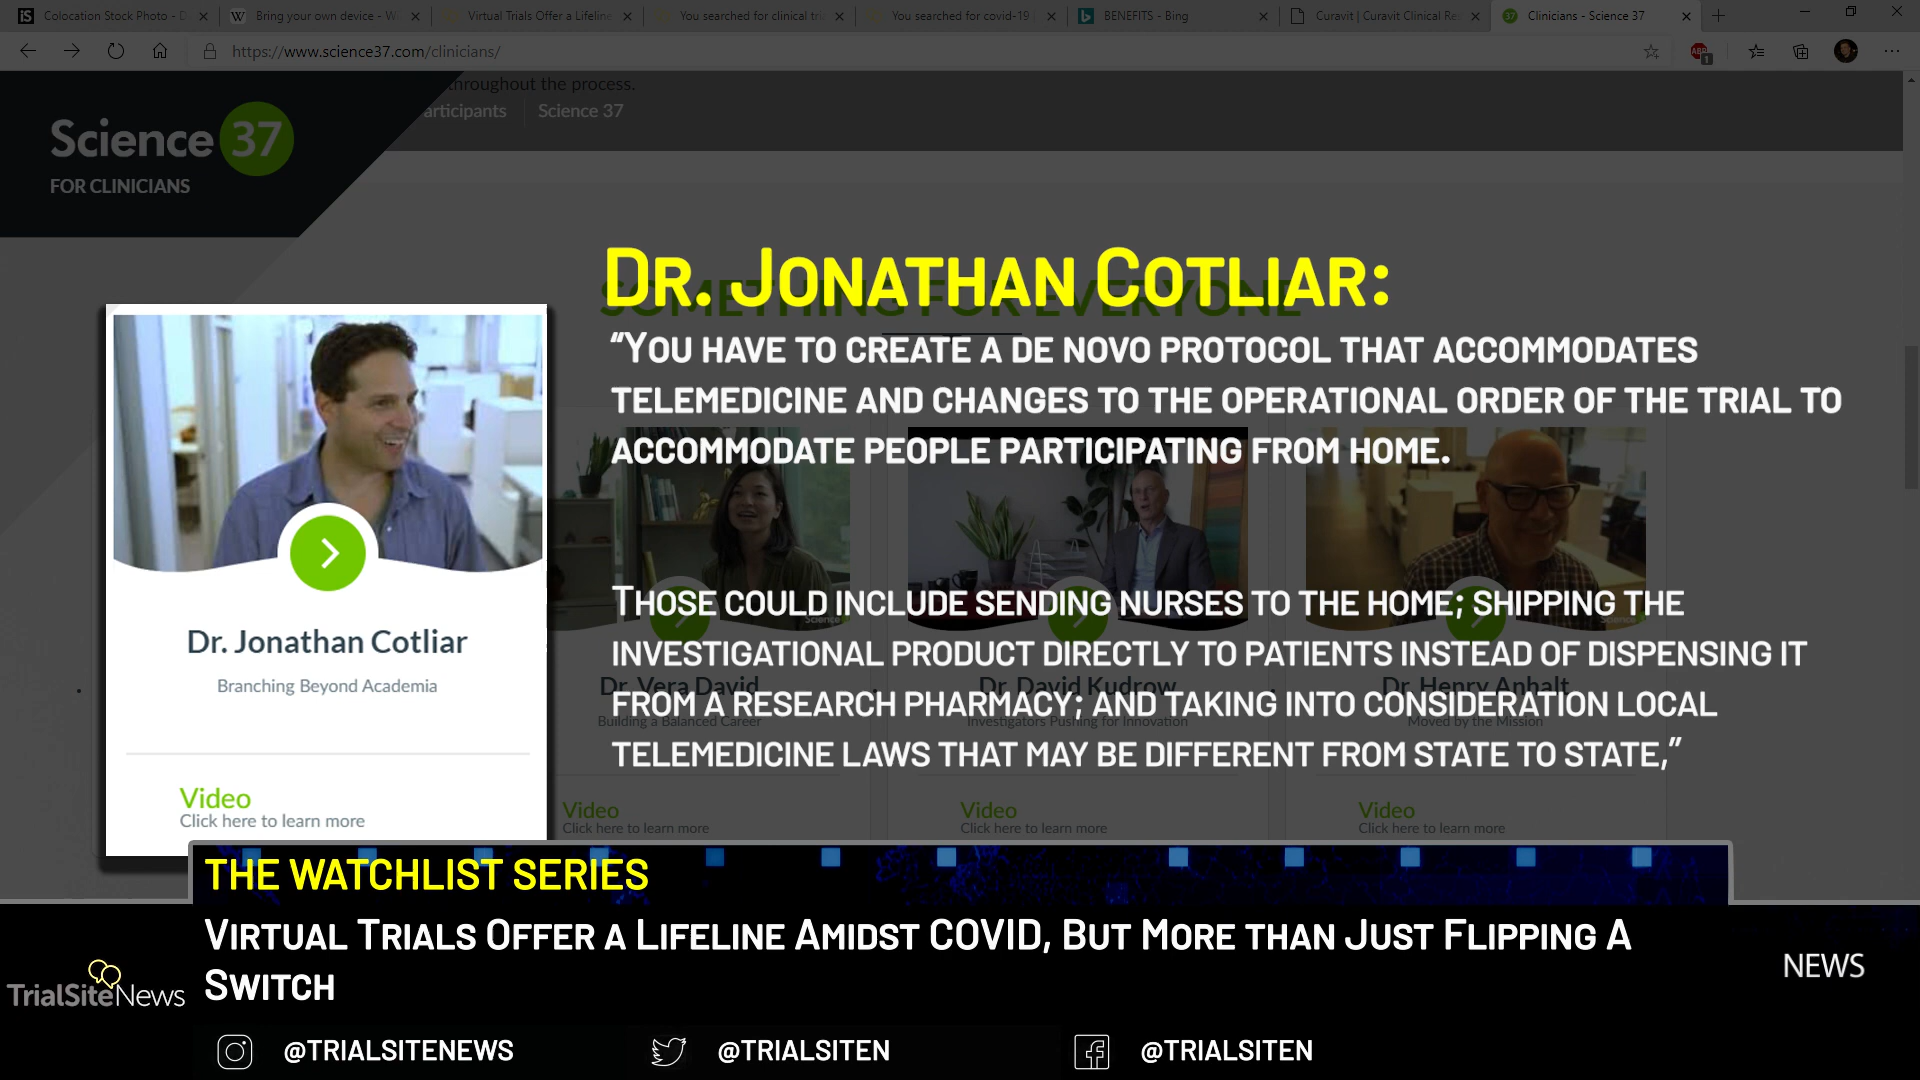 Colocation Stock Photo - D
Bring your own device - Wi
Virtual Trials Offer a Lifeline
You searched for clinical tri
You searched for covid-19
BENEFITS - Bing
Curavit | Curavit Clinical Res
Clinicians - Science 37
https://www.science37.com/clinicians/
throughout the process.
articipants
Science 37
Science 37
FOR CLINICIANS
SOMETHING FOR EVERYONE
DR. JONATHAN COTLIAR:
“YOU HAVE TO CREATE A DE NOVO PROTOCOL THAT ACCOMMODATES
TELEMEDICINE AND CHANGES TO THE OPERATIONAL ORDER OF THE TRIAL TO
ACCOMMODATE PEOPLE PARTICIPATING FROM HOME.
THOSE COULD INCLUDE SENDING NURSES TO THE HOME; SHIPPING THE
INVESTIGATIONAL PRODUCT DIRECTLY TO PATIENTS INSTEAD OF DISPENSING IT
FROM A RESEARCH PHARMACY; AND TAKING INTO CONSIDERATION LOCAL
TELEMEDICINE LAWS THAT MAY BE DIFFERENT FROM STATE TO STATE,”
Dr. Jonathan Cotliar
Branching Beyond Academia
Video
Click here to learn more
Dr. Vera David
Building a Balanced Career
Video
Click here to learn more
Dr. David Kudrow
Investigators Pushing for Innovation
Video
Click here to learn more
Dr. Henry Anhalt
Moved by the Mission
Video
Click here to learn more
THE WATCHLIST SERIES
VIRTUAL TRIALS OFFER A LIFELINE AMIDST COVID, BUT MORE THAN JUST FLIPPING A
SWITCH
TrialSiteNews
NEWS
@TRIALSITENEWS
@TRIALSITEN
@TRIALSITEN